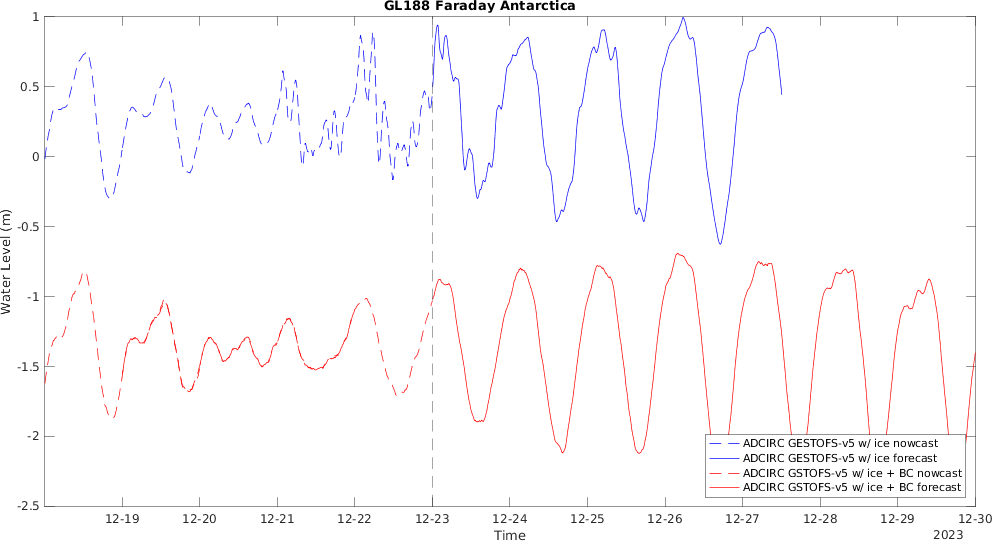 GL188 Faraday Antarctica
Water Level (m)
1
0.5
0
-0.5
-1
-1.5
-2
-2.5
ADCIRC GESTOFS-v5 w/ ice nowcast
ADCIRC GESTOFS-v5 w/ ice forecast
ADCIRC GSTOFS-v5 w/ ice + BC nowcast
ADCIRC GSTOFS-v5 w/ ice + BC forecast
12-19 12-20 12-21 12-22 12-23 12-24 12-25 12-26 12-27 12-28 12-29 12-30
Time
2023